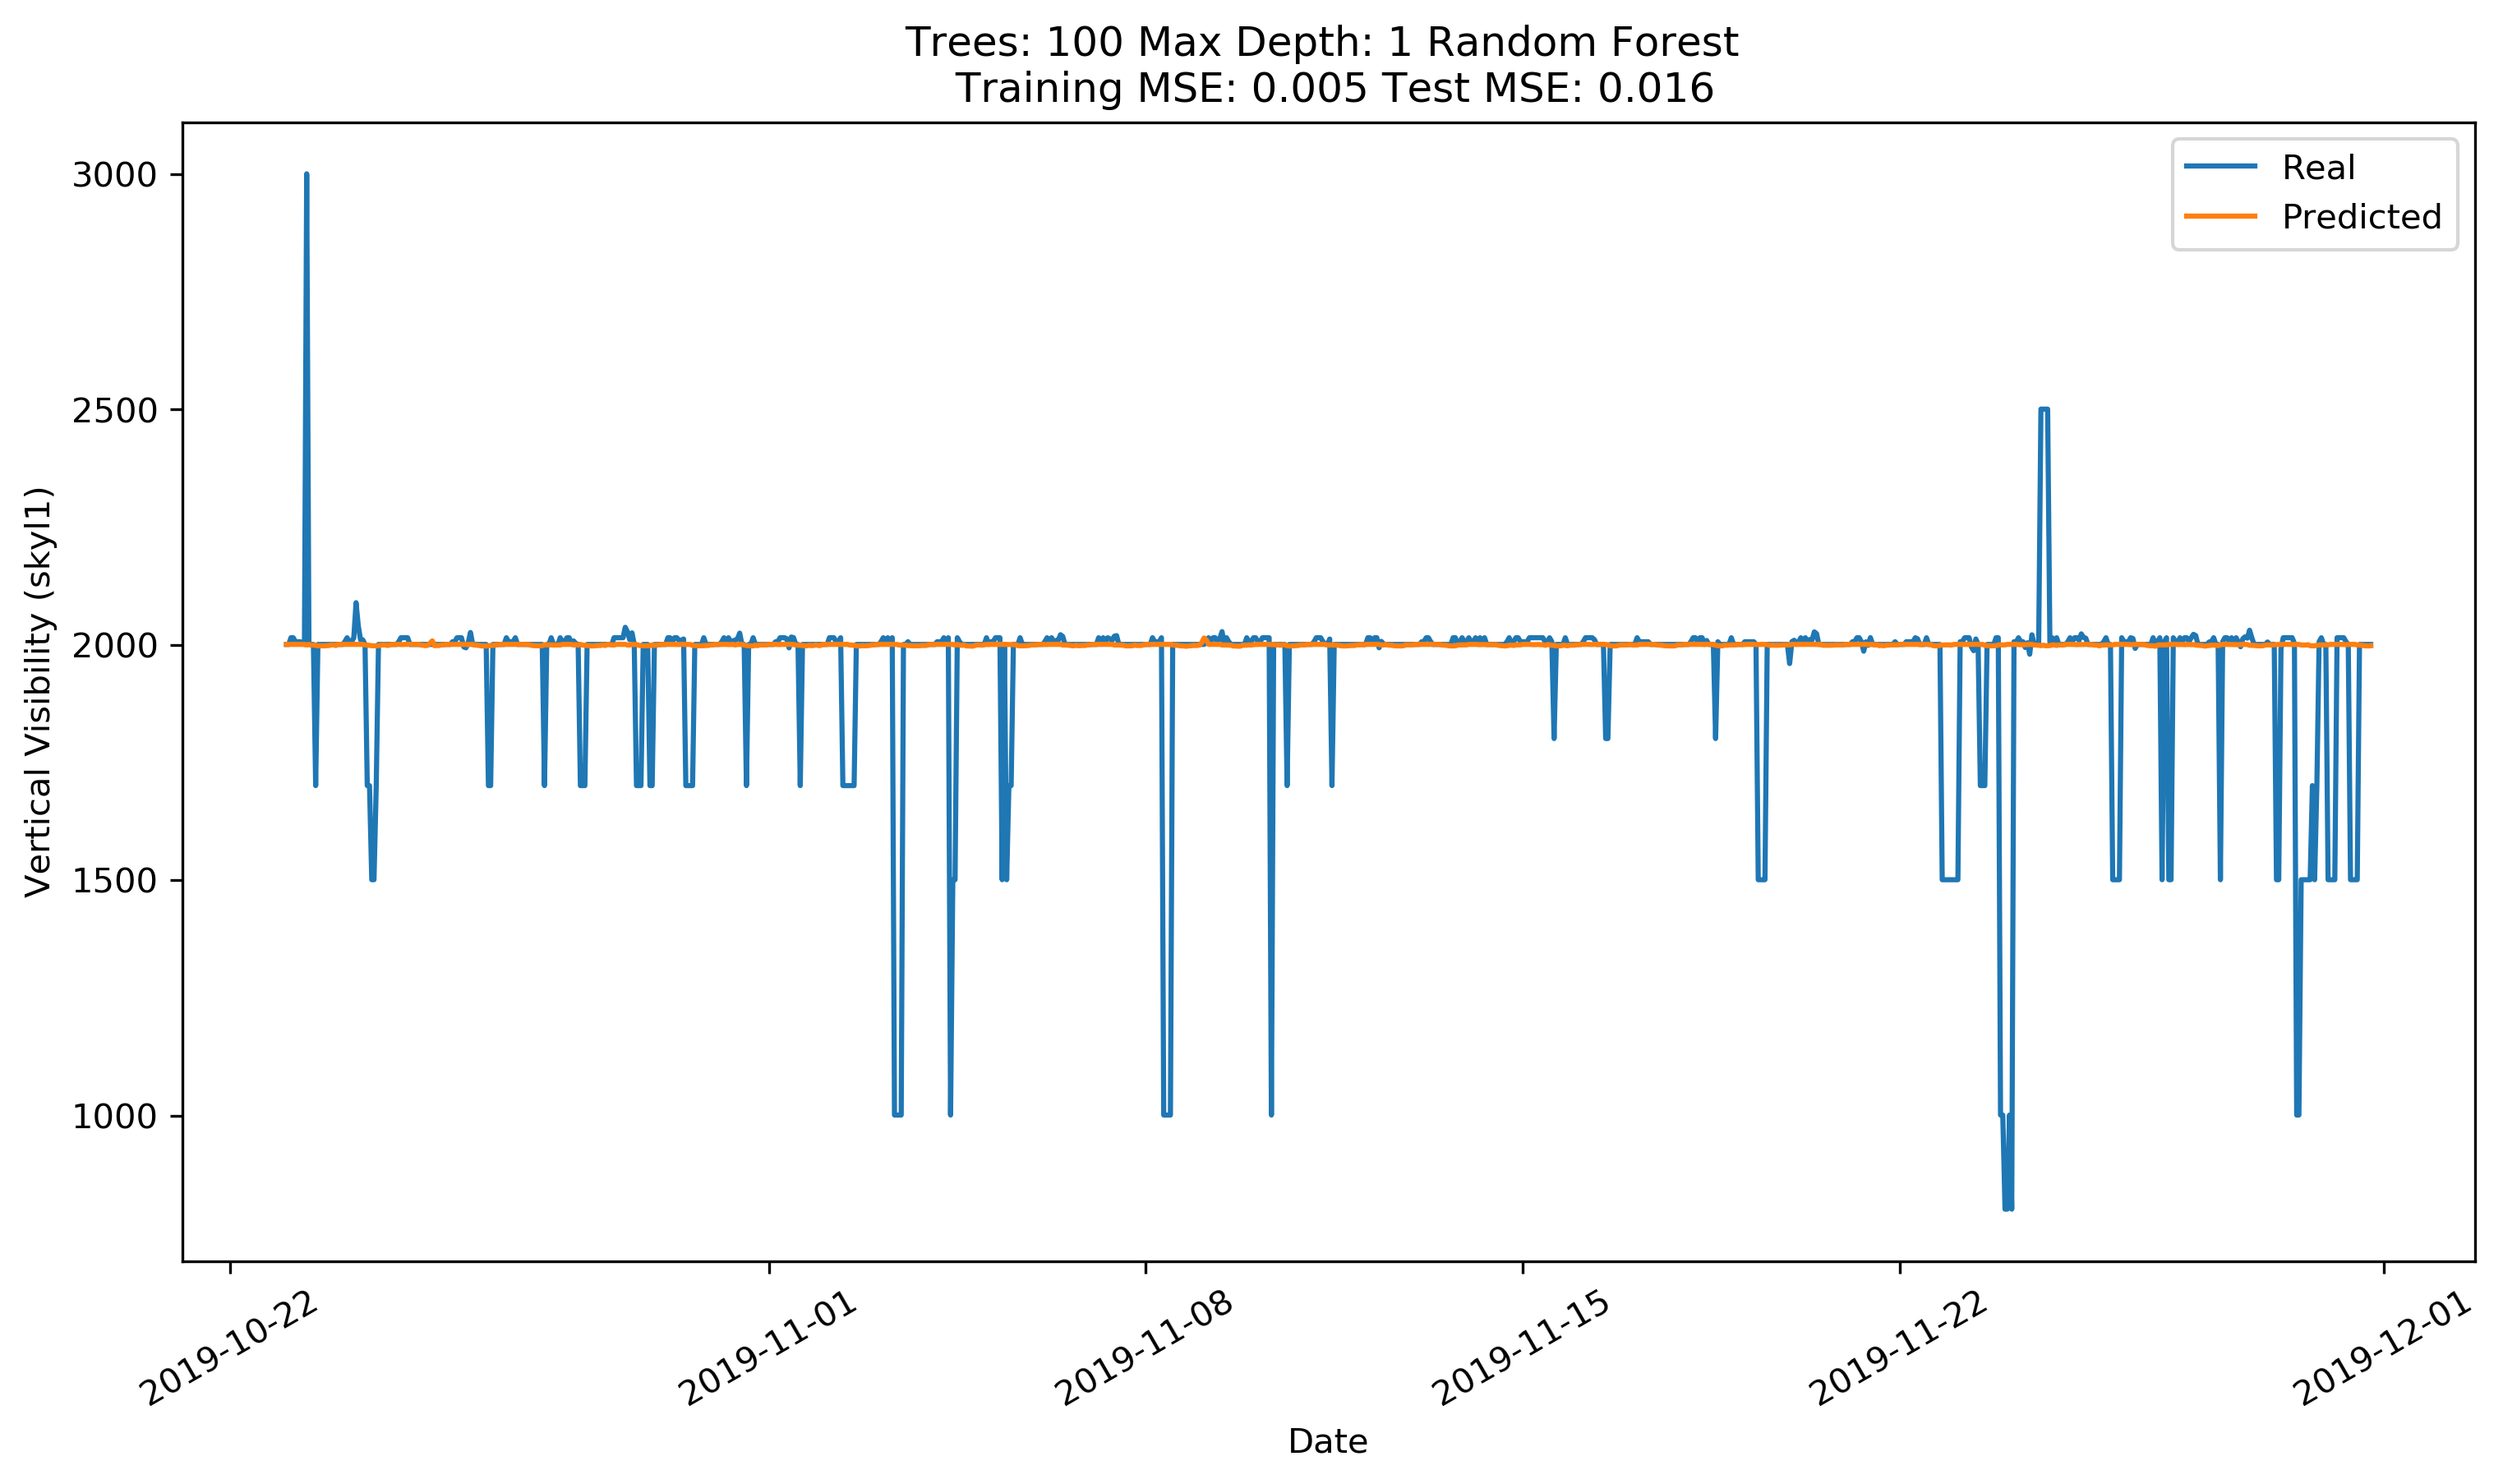 Trees: 100 Max Depth: 1 Random Forest
Training MSE: 0.005 Test MSE: 0.016
Real
Predicted
Vertical Visibility (skyl1)
3000
2500
2000
1500
1000
2019-10-22
2019-11-01
2019-11-08
2019-11-15
2019-11-22
2019-12-01
Date